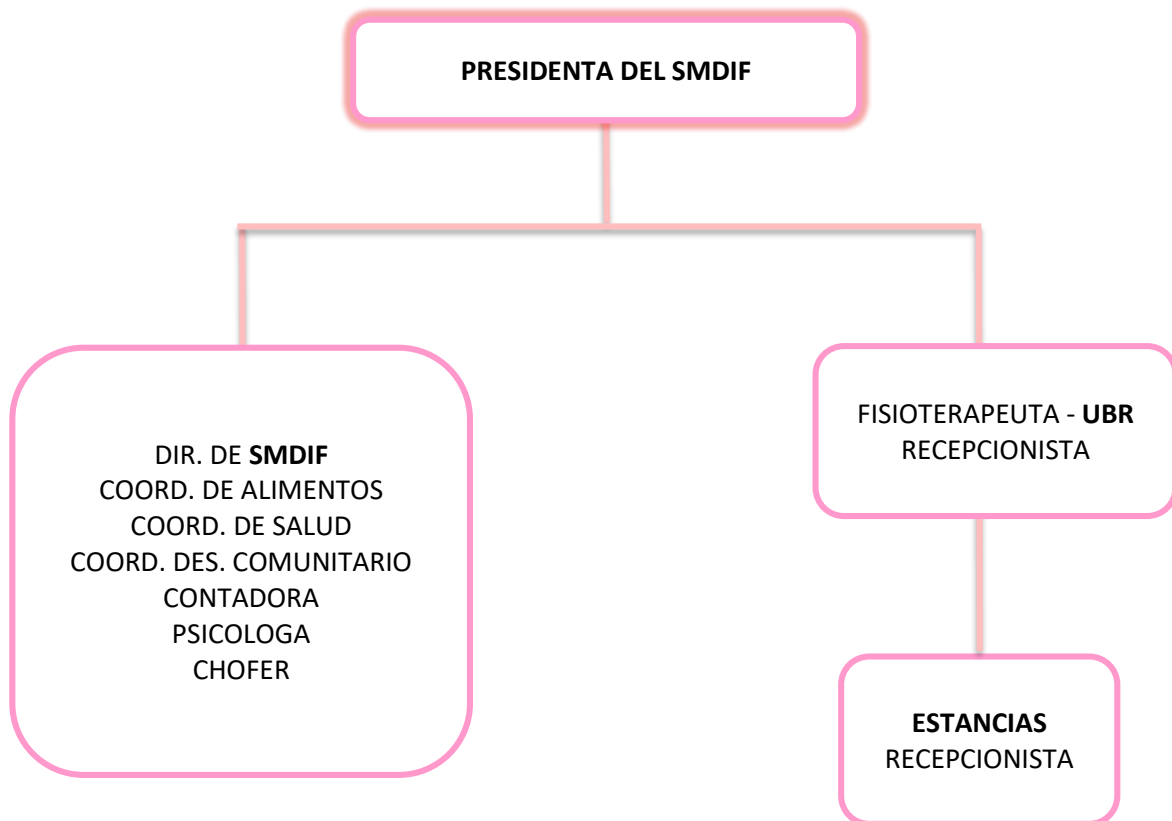 PRESIDENTA DEL SMDIF
DIR. DE SMDIF
COORD. DE ALIMENTOS
COORD. DE SALUD
COORD. DES. COMUNITARIO
CONTADORA
PSICOLOGA
CHOFER
FISIOTERAPEUTA - UBR
RECEPCIONISTA
ESTANCIAS
RECEPCIONISTA